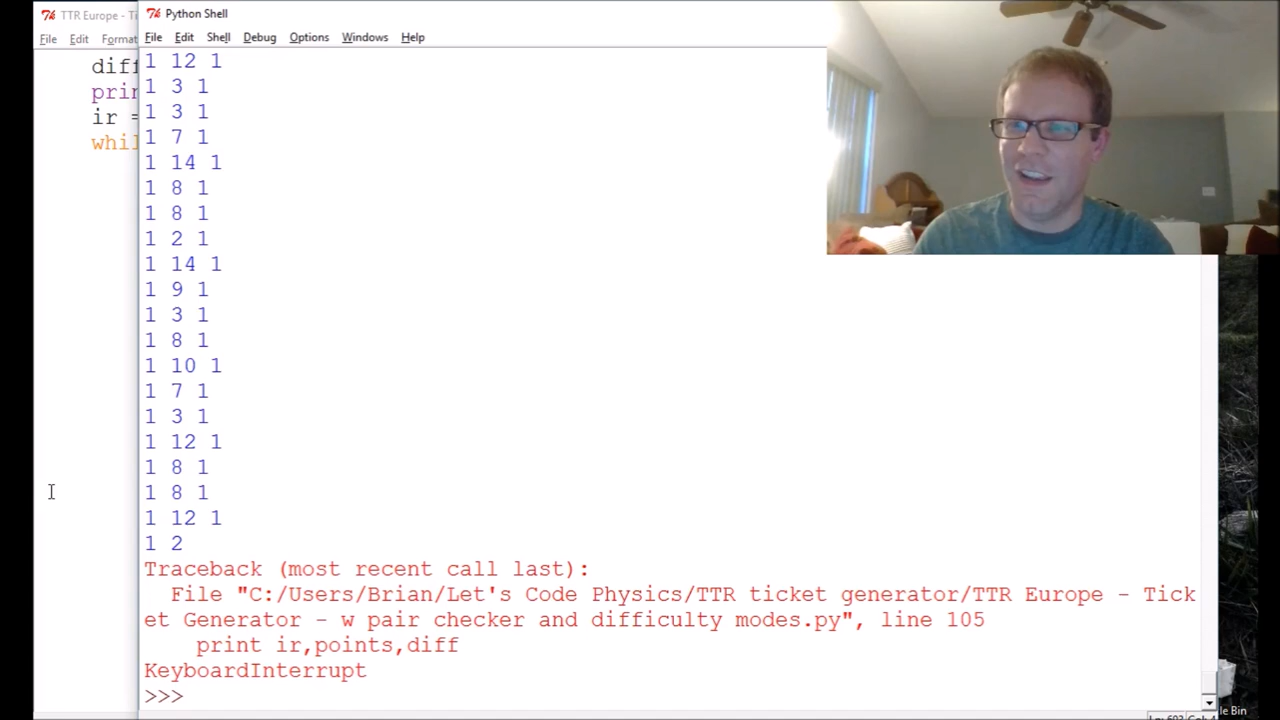 TTR Europe - Ti
Python Shell
File Edit Format
File Edit Shell Debug Options Windows Help
diff
prin
ir =
whil
1 12 1
1 3 1
1 3 1
1 7 1
1 14 1
1 8 1
1 8 1
1 2 1
1 14 1
1 9 1
1 3 1
1 8 1
1 10 1
1 7 1
1 3 1
1 12 1
1 8 1
1 8 1
1 12 1
1 2
Traceback (most recent call last):
File "C:/Users/Brian/Let's Code Physics/TTR ticket generator/TTR Europe - Tick
et Generator - w pair checker and difficulty modes.py", line 105
print ir,points,diff
KeyboardInterrupt
>>>
le Bin